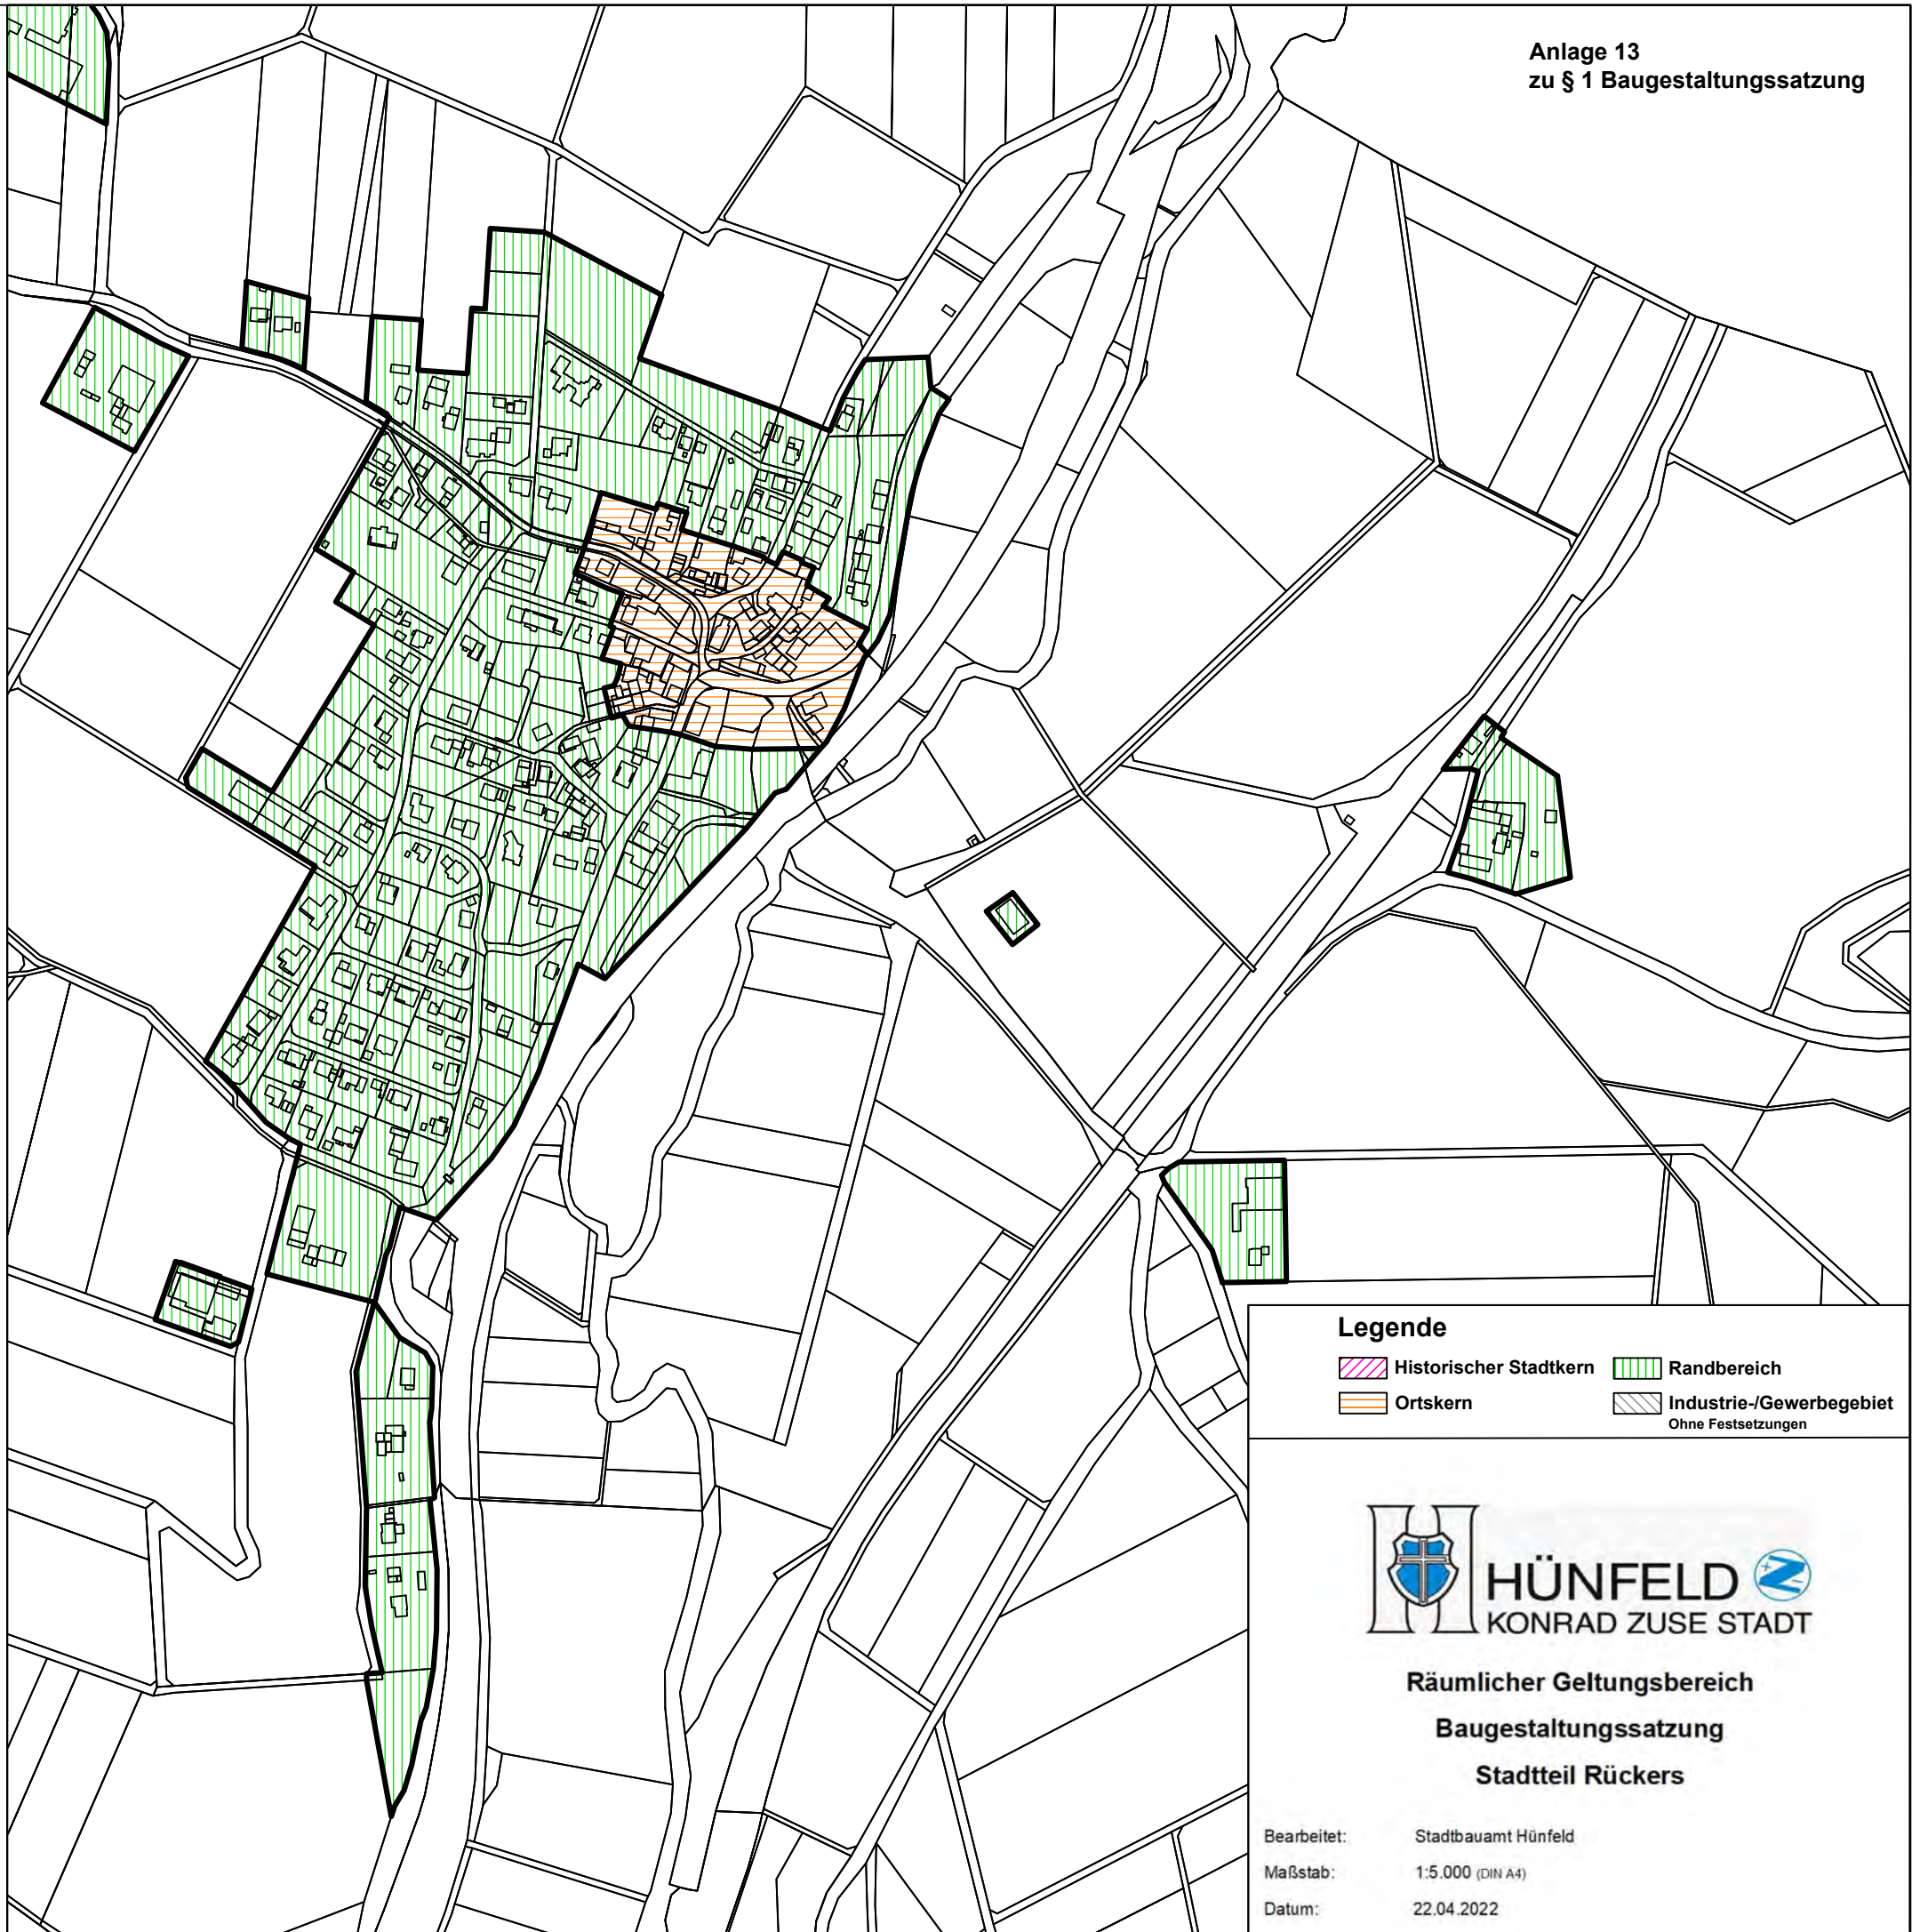 Anlage 13
zu § 1 Baugestaltungssatzung
Legende
Historischer Stadtkern
Randbereich
Ortskern
Industrie-/Gewerbegebiet
Ohne Festsetzungen
HÜNFELD
KONRAD ZUSE STADT
Räumlicher Geltungsbereich
Baugestaltungssatzung
Stadtteil Rückers
Bearbeitet: Stadtbauamt Hünfeld
Maßstab: 1:5.000 (DIN A4)
Datum: 22.04.2022